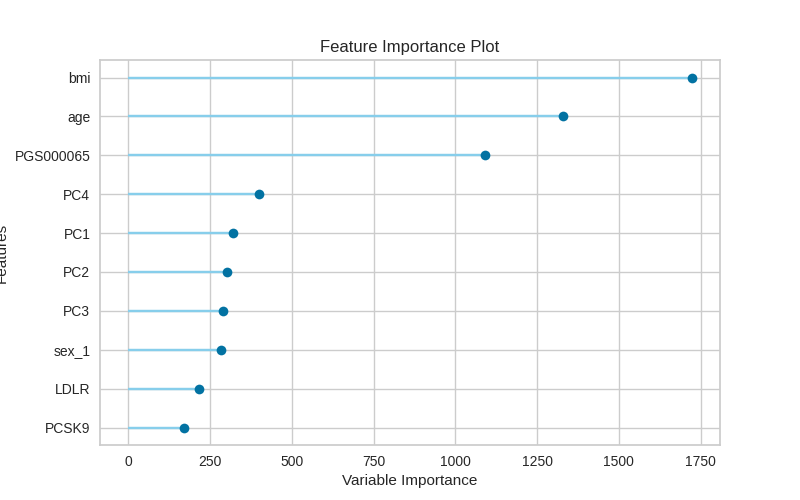 Feature Importance Plot
bmi
age
PGS000065
PC4
PC1
PC2
PC3
sex_1
LDLR
PCSK9
Features
0 250 500 750 1000 1250 1500 1750
Variable Importance